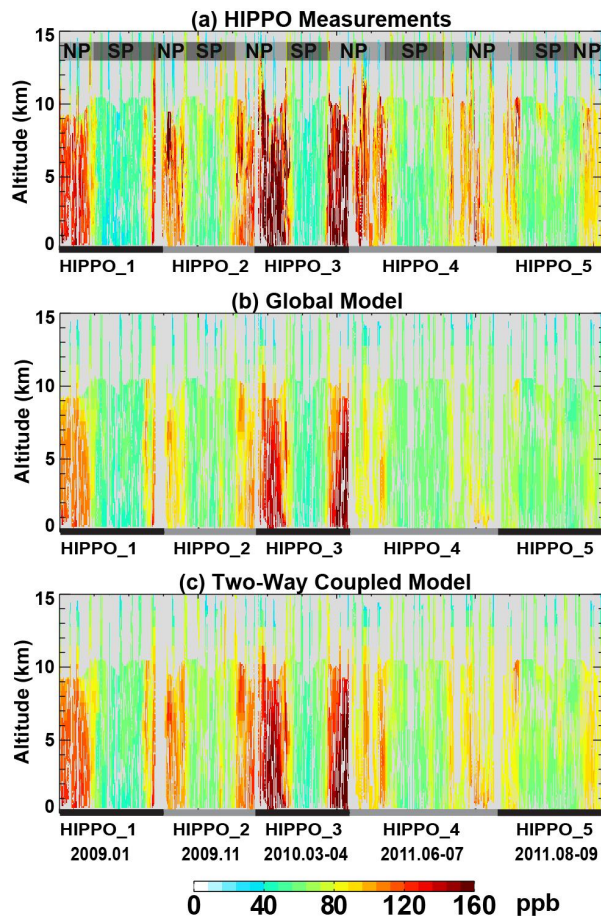 (a) HIPPO Measurements
15
NP SP NP SP NP SP NP SP NP SP NP
10
Altitude (km)
5
0
HIPPO_1 HIPPO_2 HIPPO_3 HIPPO_4 HIPPO_5
(b) Global Model
15
10
Altitude (km)
5
0
HIPPO_1 HIPPO_2 HIPPO_3 HIPPO_4 HIPPO_5
(c) Two-Way Coupled Model
15
10
Altitude (km)
5
0
HIPPO_1 HIPPO_2 HIPPO_3 HIPPO_4 HIPPO_5
2009.01 2009.11 2010.03-04 2011.06-07 2011.08-09
0 40 80 120 160 ppb